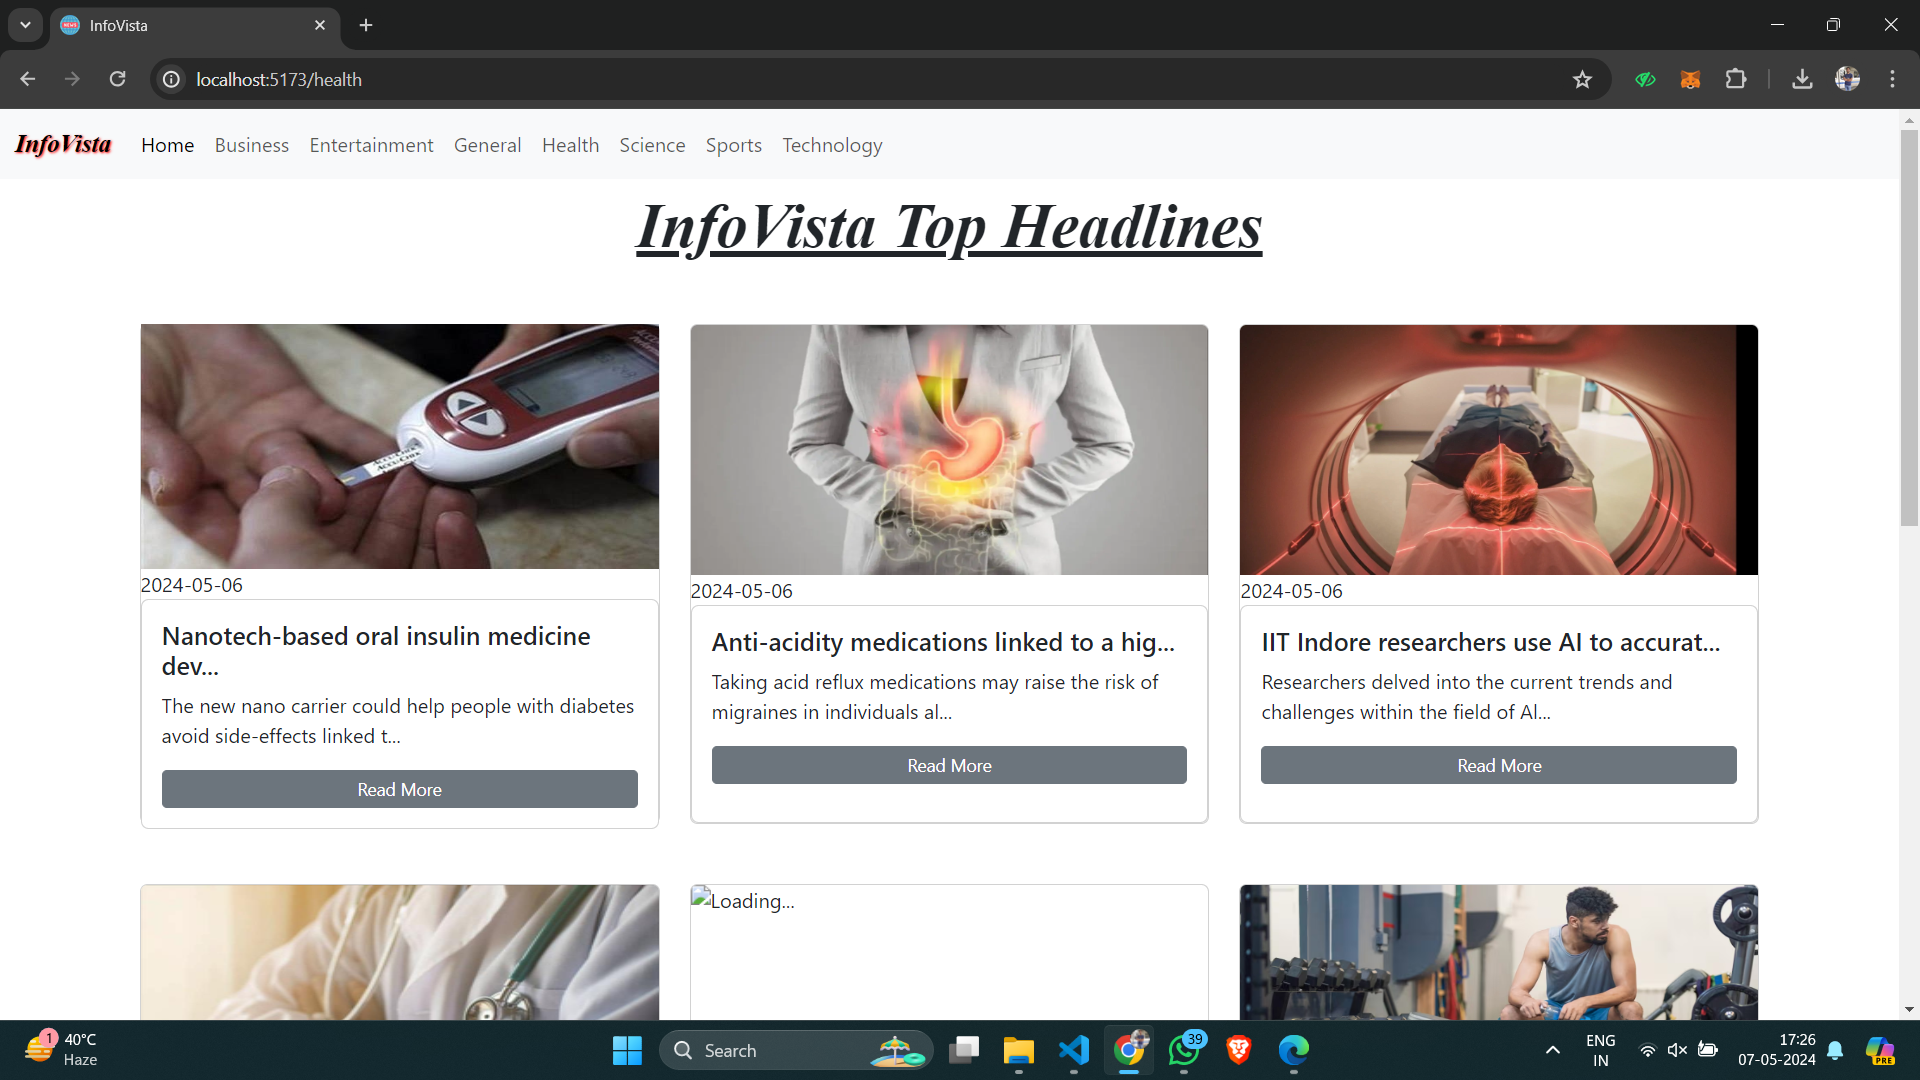 InfoVista
localhost:5173/health
InfoVista Home Business Entertainment General Health Science Sports Technology
InfoVista Top Headlines
ACCU-CHEK
2024-05-06
Nanotech-based oral insulin medicine
dev...
The new nano carrier could help people with diabetes
avoid side-effects linked t...
Read More
2024-05-06
Anti-acidity medications linked to a hig...
Taking acid reflux medications may raise the risk of
migraines in individuals al...
Read More
2024-05-06
IIT Indore researchers use AI to accurat...
Researchers delved into the current trends and
challenges within the field of Al...
Read More
Loading...
1
40°C
Haze
Search
39
ENG
IN
17:26
07-05-2024
PRE